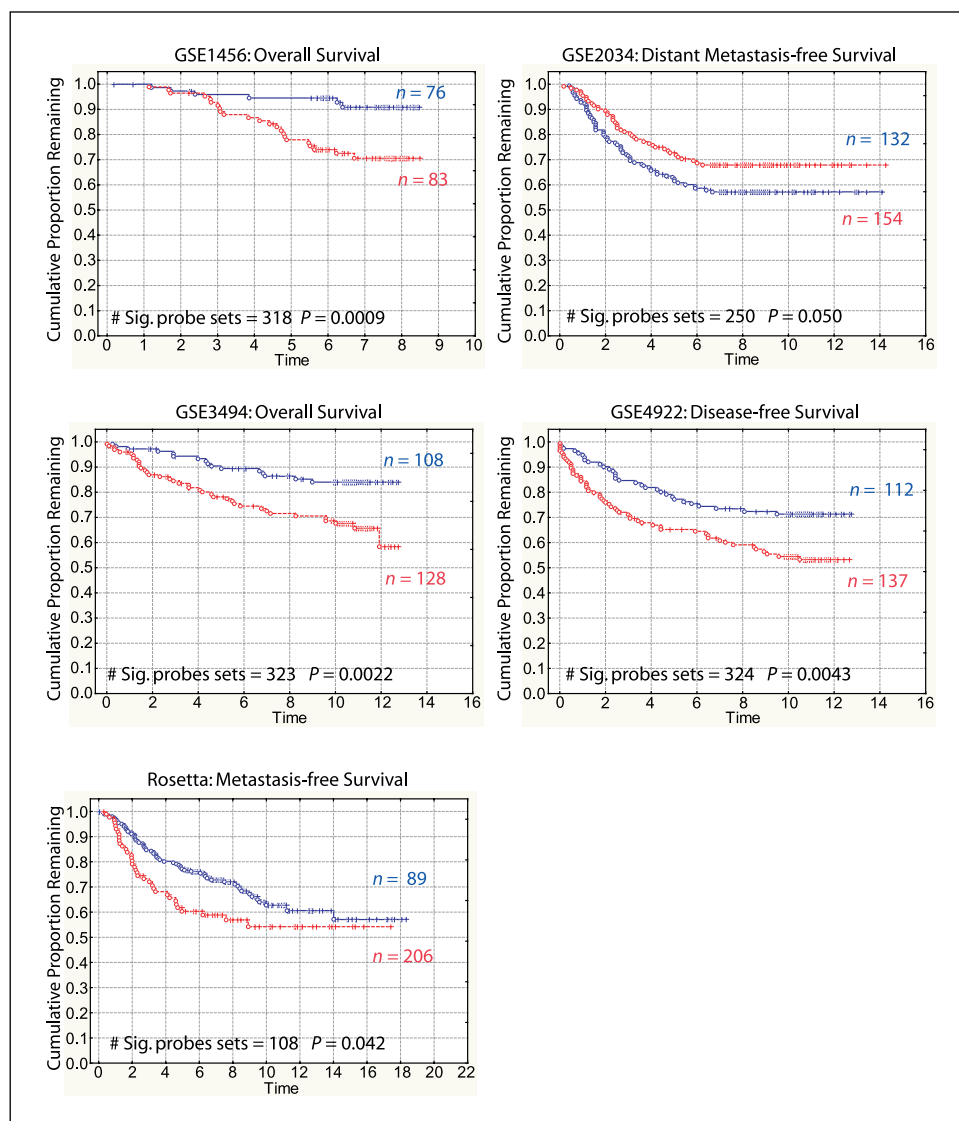 GSE1456: Overall Survival
Cumulative Proportion Remaining
1.0
0.9
0.8
0.7
0.6
0.5
0.4
0.3
0.2
0.1
0.0
n = 76
n = 83
# Sig. probe sets = 318 P = 0.0009
0 1 2 3 4 5 6 7 8 9 10
Time
GSE2034: Distant Metastasis-free Survival
Cumulative Proportion Remaining
1.0
0.9
0.8
0.7
0.6
0.5
0.4
0.3
0.2
0.1
0.0
n = 132
n = 154
# Sig. probes sets = 250 P = 0.050
0 2 4 6 8 10 12 14 16
Time
GSE3494: Overall Survival
Cumulative Proportion Remaining
1.0
0.9
0.8
0.7
0.6
0.5
0.4
0.3
0.2
0.1
0.0
n = 108
n = 128
# Sig. probes sets = 323 P = 0.0022
0 2 4 6 8 10 12 14 16
Time
GSE4922: Disease-free Survival
Cumulative Proportion Remaining
1.0
0.9
0.8
0.7
0.6
0.5
0.4
0.3
0.2
0.1
0.0
n = 112
n = 137
# Sig. probes sets = 324 P = 0.0043
0 2 4 6 8 10 12 14 16
Time
Rosetta: Metastasis-free Survival
Cumulative Proportion Remaining
1.0
0.9
0.8
0.7
0.6
0.5
0.4
0.3
0.2
0.1
0.0
n = 89
n = 206
# Sig. probes sets = 108 P = 0.042
0 2 4 6 8 10 12 14 16 18 20 22
Time